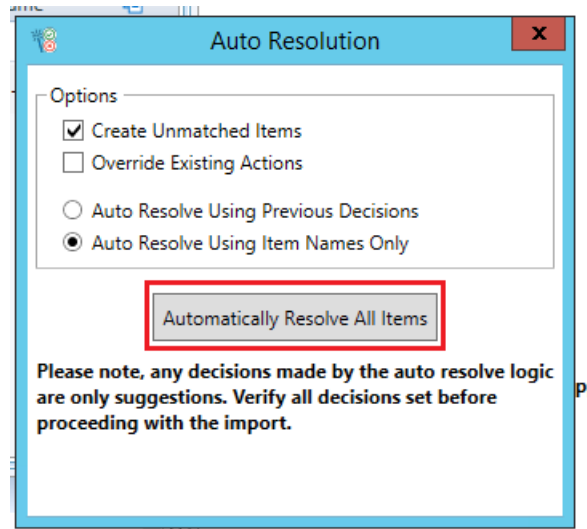 Auto Resolution
x
Options
Create Unmatched Items
Override Existing Actions
Auto Resolve Using Previous Decisions
Auto Resolve Using Item Names Only
Automatically Resolve All Items
Please note, any decisions made by the auto resolve logic
are only suggestions. Verify all decisions set before
proceeding with the import.